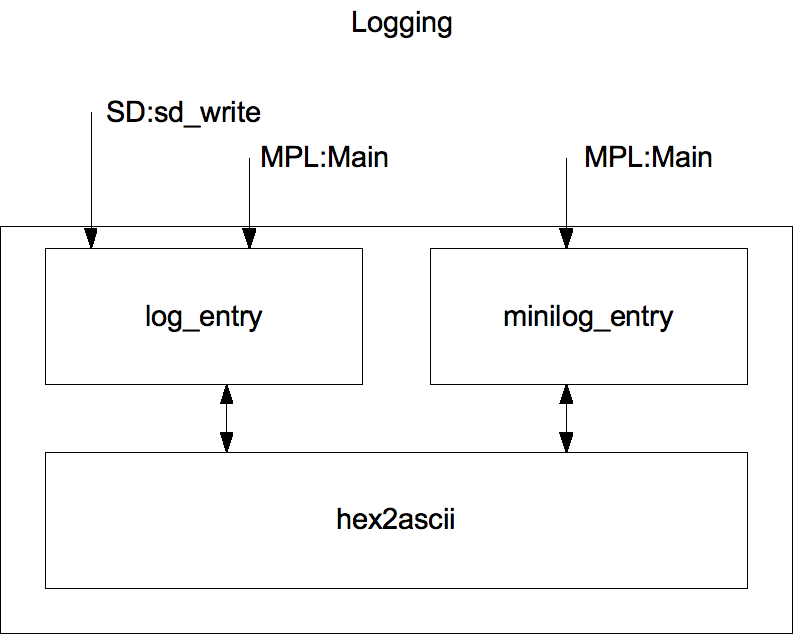 Logging
SD:sd_write
MPL:Main
MPL:Main
log_entry
minilog_entry
hex2ascii